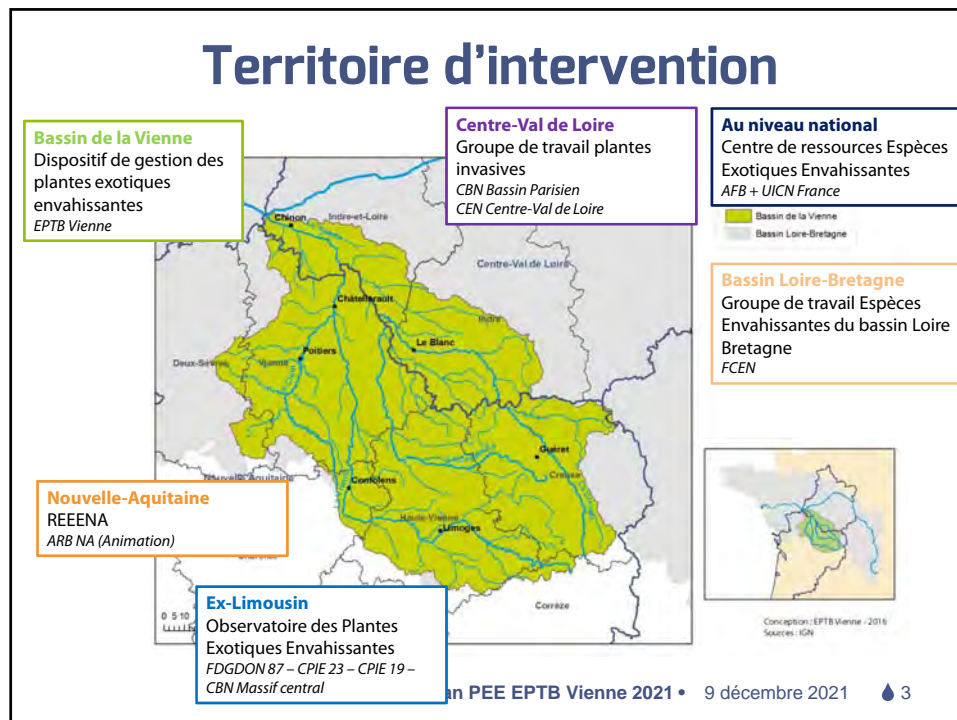 Territoire d'intervention
Bassin de la Vienne
Dispositif de gestion des
plantes exotiques
envahissantes
EPTB Vienne
Centre-Val de Loire
Groupe de travail plantes
invasives
CBN Bassin Parisien
CEN Centre-Val de Loire
Au niveau national
Centre de ressources Espèces
Exotiques Envahissantes
AFB + UICN France
Bassin de la Vienne
Bassin Loire-Bretagne
Bassin Loire-Bretagne
Groupe de travail Espèces
Envahissantes du bassin Loire
Bretagne
FCEN
Chinon
Indre-et-Loire
Centre-Val de Loire
Châtellerault
Indre
Le Blanc
Poitiers
Deux-Sèvres
Vienne
Guéret
Creuse
Confolens
Haute-Vienne
Limoges
Corrèze
Nouvelle-Aquitaine
Nouvelle-Aquitaine
REEENA
ARB NA (Animation)
0 5 10
Ex-Limousin
Observatoire des Plantes
Exotiques Envahissantes
FDGDON 87 – CPIE 23 – CPIE 19 –
CBN Massif central
Conception : EPTB Vienne - 2016
Sources : IGN
an PEE EPTB Vienne 2021 • 9 décembre 2021 3